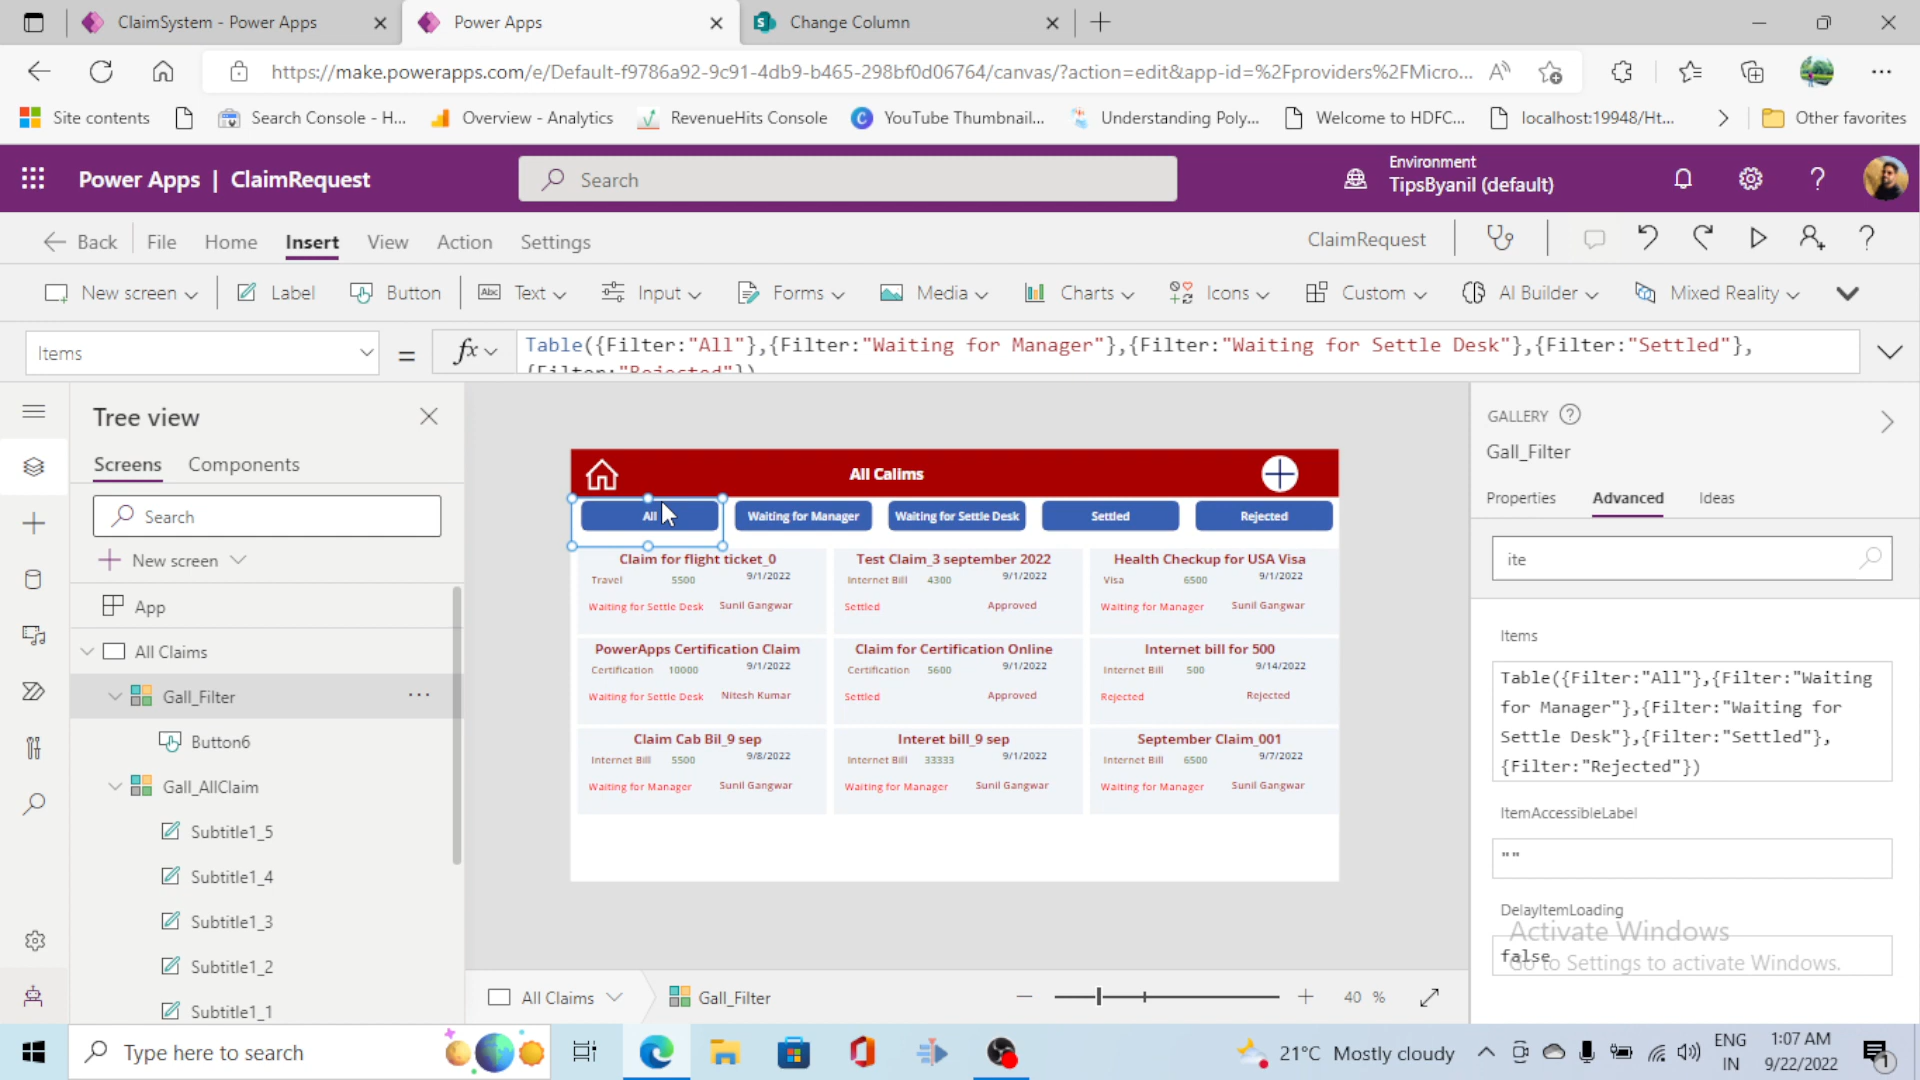 ClaimSystem - Power Apps
Power Apps
Change Column
https://make.powerapps.com/e/Default-f9786a92-9c91-4db9-b465-298bf0d06764/canvas/?action=edit&app-id=%2Fproviders%2FMicro...
Site contents
Search Console - H...
Overview - Analytics
RevenueHits Console
YouTube Thumbnail...
Understanding Poly...
Welcome to HDFC...
localhost:19948/Ht...
Other favorites
Power Apps | ClaimRequest
Search
Environment
TipsByanil (default)
Back
File
Home
Insert
View
Action
Settings
ClaimRequest
New screen
Label
Button
Text
Input
Forms
Media
Charts
Icons
Custom
AI Builder
Mixed Reality
Items
=
fx
Table({Filter:"All"},{Filter:"Waiting for Manager"},{Filter:"Waiting for Settle Desk"},{Filter:"Settled"},
{Filter:"Rejected"})
Tree view
Screens
Components
Search
New screen
App
All Claims
Gall_Filter
Button6
Gall_AllClaim
Subtitle1_5
Subtitle1_4
Subtitle1_3
Subtitle1_2
Subtitle1_1
All Calims
All
Waiting for Manager
Waiting for Settle Desk
Settled
Rejected
Claim for flight ticket_0
Travel 5500 9/1/2022
Waiting for Settle Desk Sunil Gangwar
Test Claim_3 september 2022
Internet Bill 4300 9/1/2022
Settled Approved
Health Checkup for USA Visa
Visa 6500 9/1/2022
Waiting for Manager Sunil Gangwar
PowerApps Certification Claim
Certification 10000 9/1/2022
Waiting for Settle Desk Nitesh Kumar
Claim for Certification Online
Certification 5600 9/1/2022
Settled Approved
Internet bill for 500
Internet Bill 500 9/14/2022
Rejected Rejected
Claim Cab Bil_9 sep
Internet Bill 5500 9/8/2022
Waiting for Manager Sunil Gangwar
Interet bill_9 sep
Internet Bill 33333 9/1/2022
Waiting for Manager Sunil Gangwar
September Claim_001
Internet Bill 6500 9/7/2022
Waiting for Manager Sunil Gangwar
All Claims
Gall_Filter
40 %
GALLERY
Gall_Filter
Properties
Advanced
Ideas
ite
Items
Table({Filter:"All"},{Filter:"Waiting
for Manager"},{Filter:"Waiting for
Settle Desk"},{Filter:"Settled"},
{Filter:"Rejected"})
ItemAccessibleLabel
""
DelayItemLoading
false
Activate Windows
Go to Settings to activate Windows.
Type here to search
21°C Mostly cloudy
ENG
IN
1:07 AM
9/22/2022
1